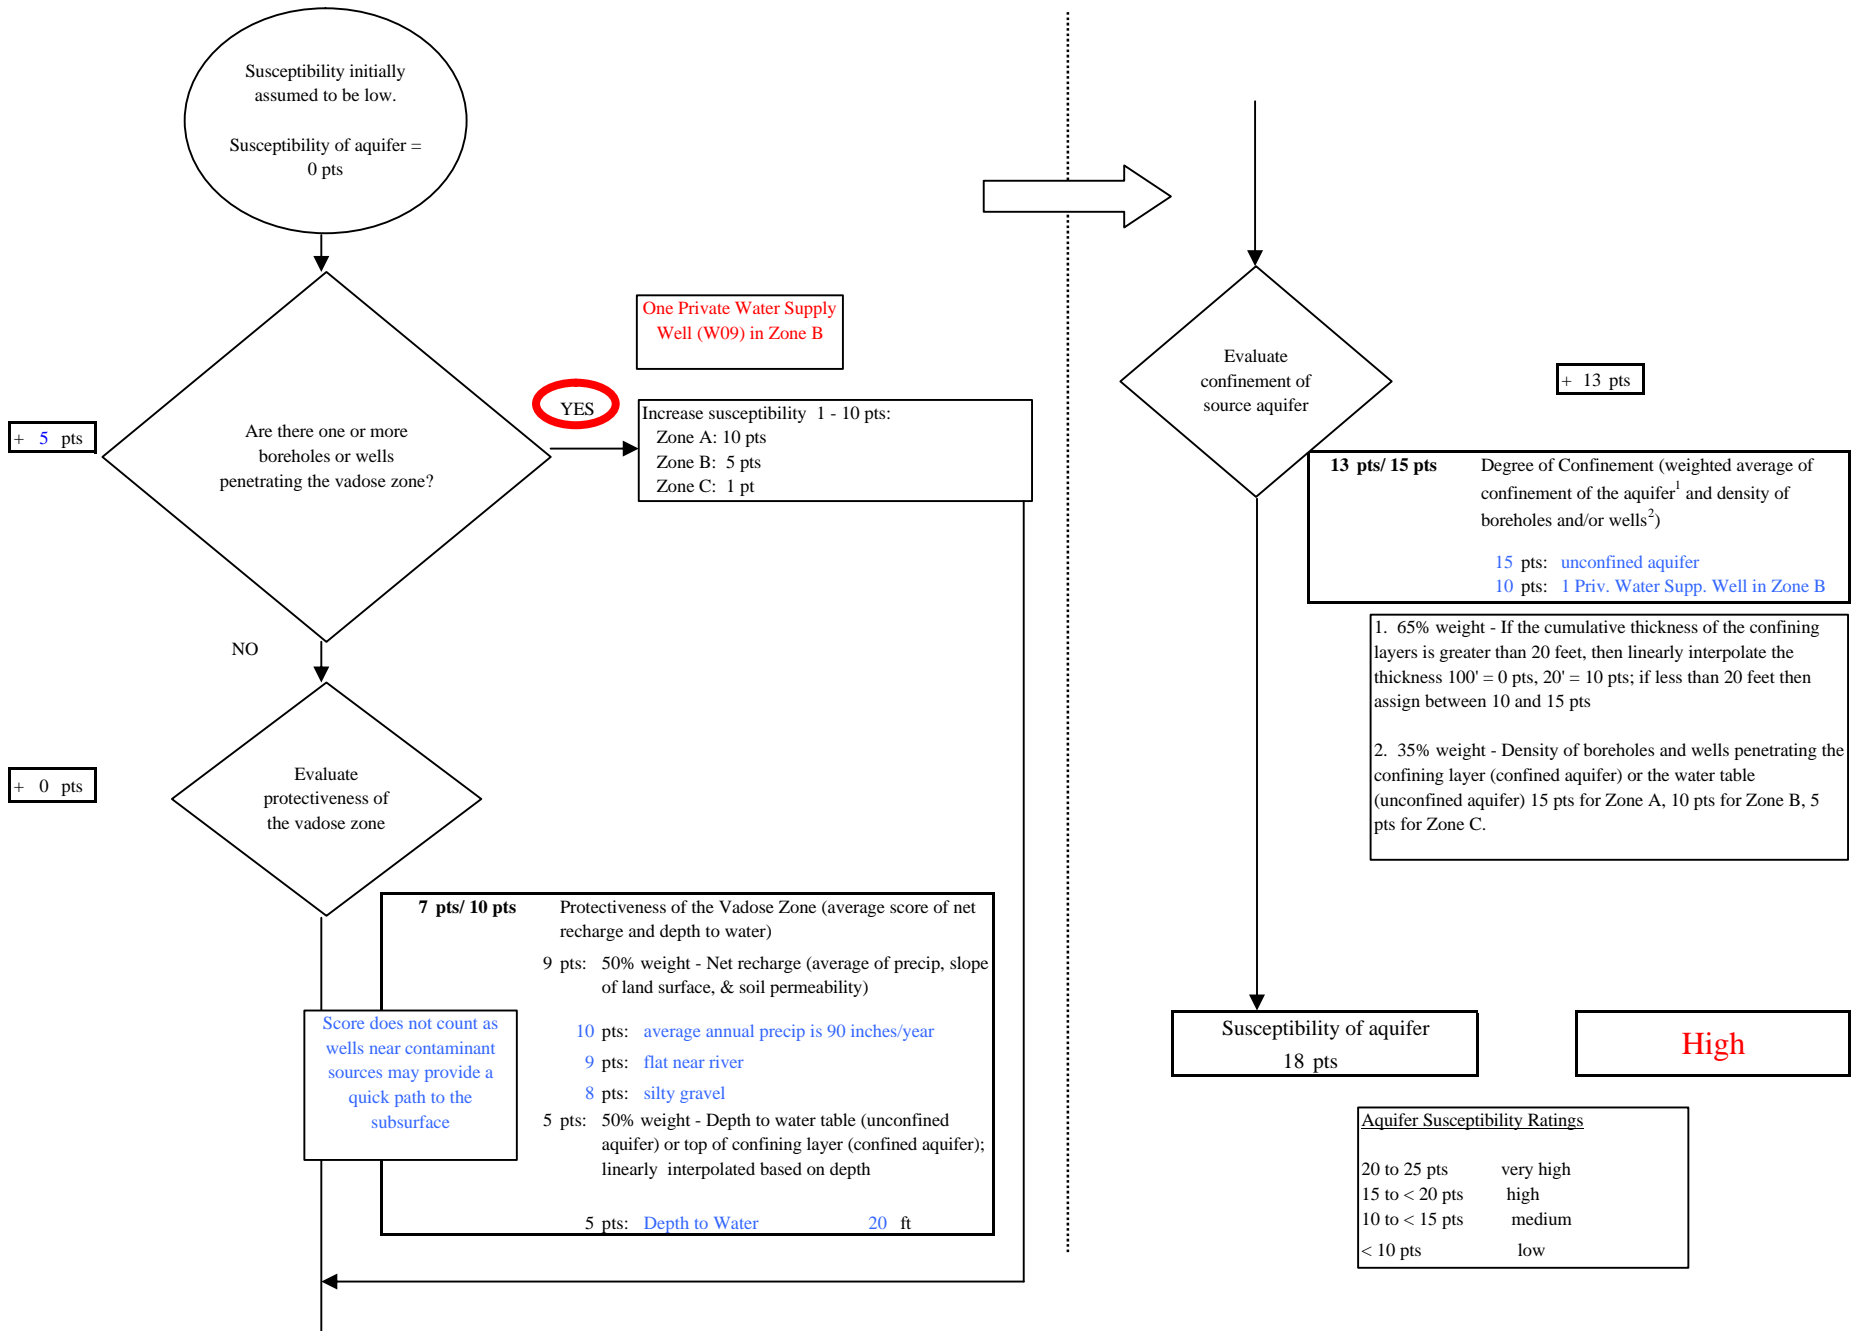 Susceptibility initially
assumed to be low.
Susceptibility of aquifer =
0 pts
One Private Water Supply
Well (W09) in Zone B
YES
+ 5 pts
Are there one or more
boreholes or wells
penetrating the vadose zone?
Increase susceptibility 1 - 10 pts:
Zone A: 10 pts
Zone B: 5 pts
Zone C: 1 pt
NO
+ 0 pts
Evaluate
protectiveness of
the vadose zone
7 pts/ 10 pts Protectiveness of the Vadose Zone (average score of net
recharge and depth to water)
9 pts: 50% weight - Net recharge (average of precip, slope
of land surface, & soil permeability)
10 pts: average annual precip is 90 inches/year
9 pts: flat near river
8 pts: silty gravel
5 pts: 50% weight - Depth to water table (unconfined
aquifer) or top of confining layer (confined aquifer);
linearly interpolated based on depth
5 pts: Depth to Water 20 ft
Score does not count as
wells near contaminant
sources may provide a
quick path to the
subsurface
Evaluate
confinement of
source aquifer
+ 13 pts
13 pts/ 15 pts Degree of Confinement (weighted average of
confinement of the aquifer1 and density of
boreholes and/or wells2)
15 pts: unconfined aquifer
10 pts: 1 Priv. Water Supp. Well in Zone B
1. 65% weight - If the cumulative thickness of the confining
layers is greater than 20 feet, then linearly interpolate the
thickness 100' = 0 pts, 20' = 10 pts; if less than 20 feet then
assign between 10 and 15 pts
2. 35% weight - Density of boreholes and wells penetrating the
confining layer (confined aquifer) or the water table
(unconfined aquifer) 15 pts for Zone A, 10 pts for Zone B, 5
pts for Zone C.
Susceptibility of aquifer
18 pts
High
Aquifer Susceptibility Ratings
20 to 25 pts very high
15 to < 20 pts high
10 to < 15 pts medium
< 10 pts low